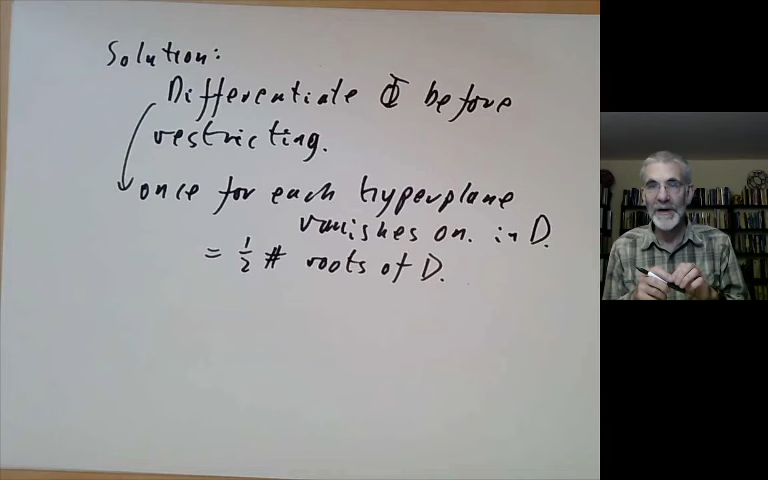 Solution:
Differentiate Φ before
restricting.
once for each hyperplane
vanishes on. in D.
= 1/2 # roots of D.